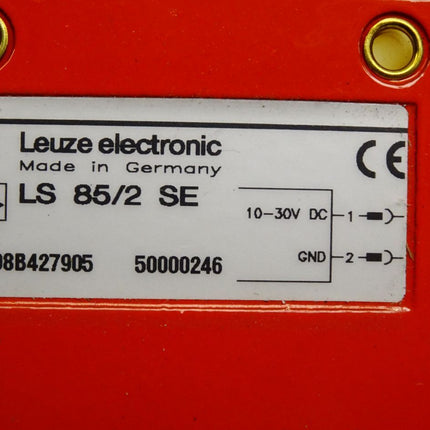 Leuze electronic
Made in Germany
CE
LS 85/2 SE
10-30V DC 1
GND 2
08B427905 50000246